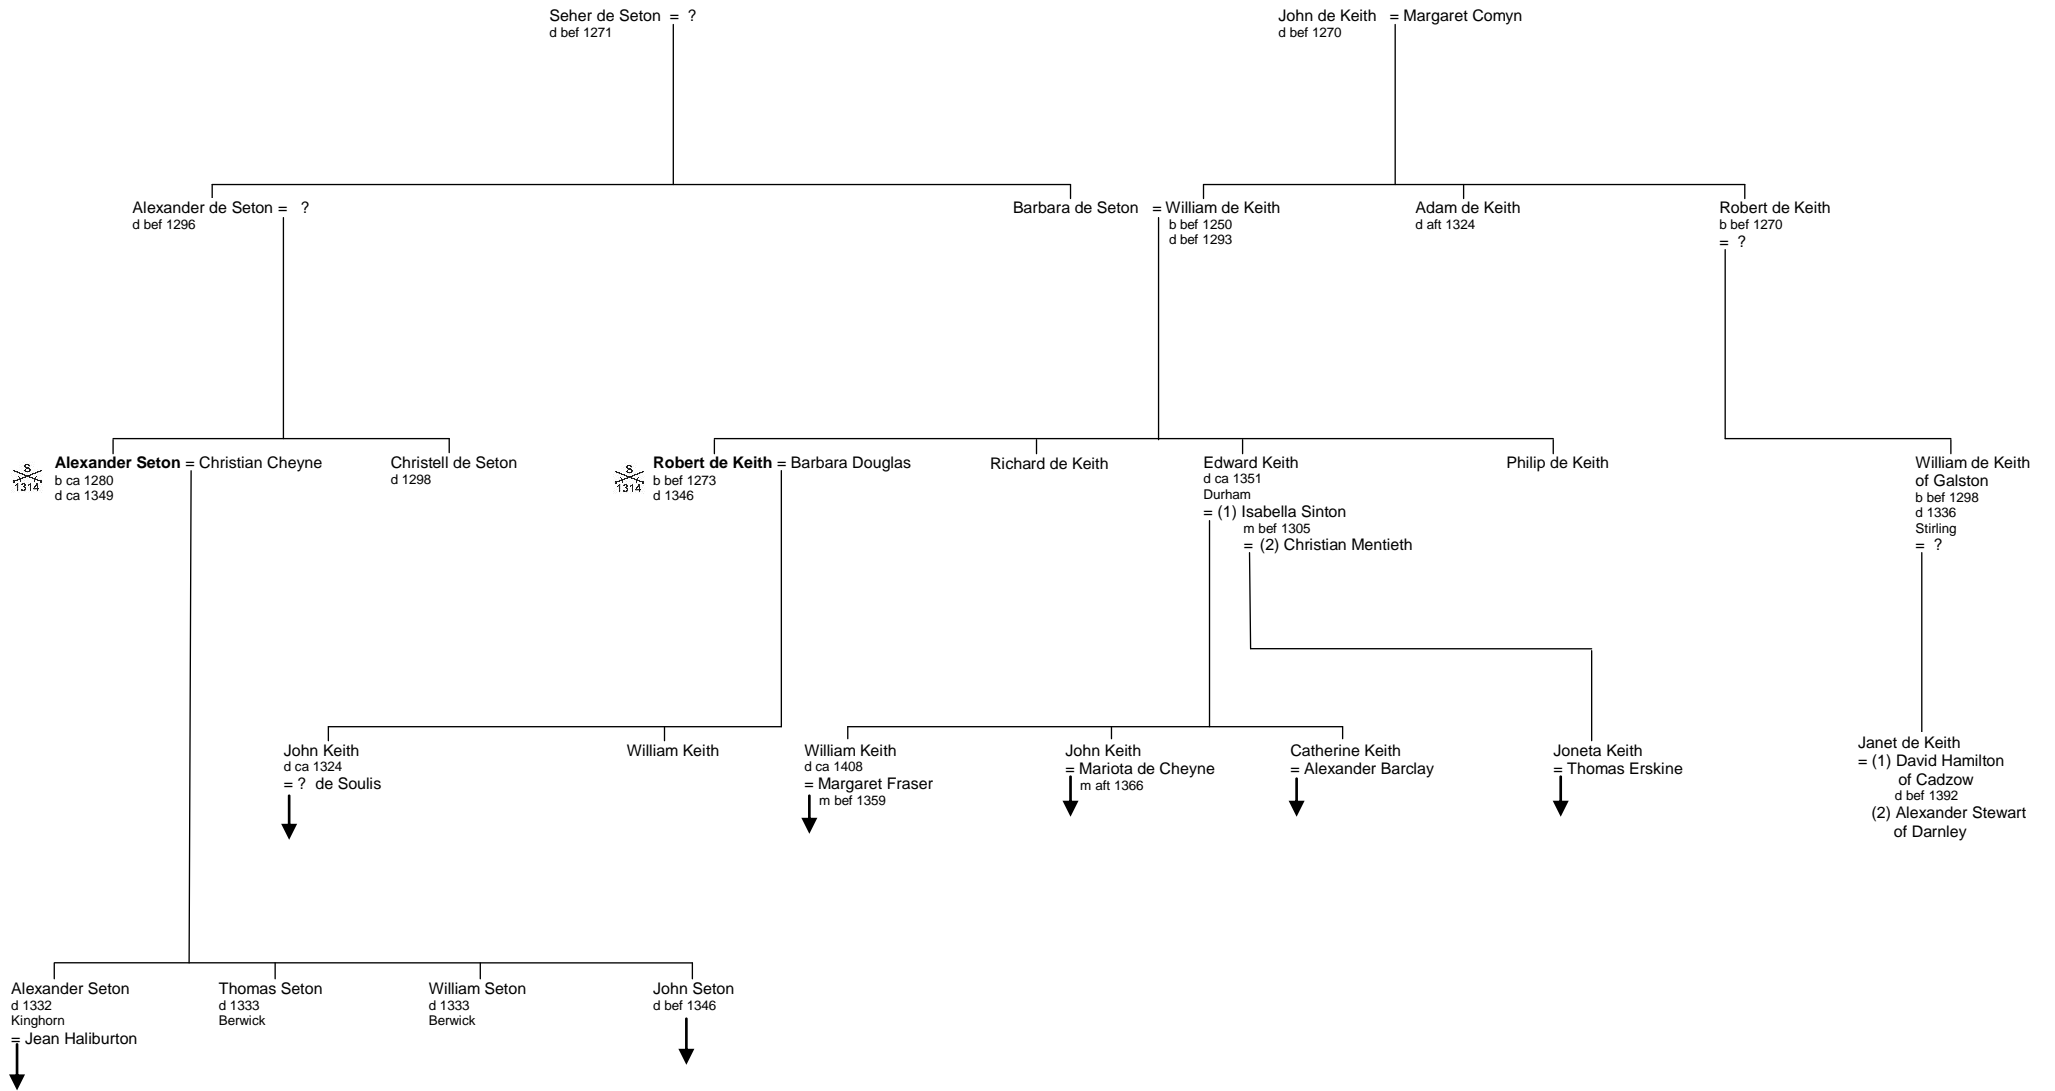 Seher de Seton = ?
d bef 1271
John de Keith = Margaret Comyn
d bef 1270
Alexander de Seton = ?
d bef 1296
Barbara de Seton = William de Keith
b bef 1250
d bef 1293
Adam de Keith
d aft 1324
Robert de Keith
b bef 1270
= ?
S
1314
Alexander Seton = Christian Cheyne
b ca 1280
d ca 1349
Christell de Seton
d 1298
S
1314
Robert de Keith = Barbara Douglas
b bef 1273
d 1346
Richard de Keith
Edward Keith
d ca 1351
Durham
= (1) Isabella Sinton
m bef 1305
= (2) Christian Mentieth
Philip de Keith
William de Keith
of Galston
b bef 1298
d 1336
Stirling
= ?
John Keith
d ca 1324
= ? de Soulis
William Keith
William Keith
d ca 1408
= Margaret Fraser
m bef 1359
John Keith
= Mariota de Cheyne
m aft 1366
Catherine Keith
= Alexander Barclay
Joneta Keith
= Thomas Erskine
Janet de Keith
= (1) David Hamilton
of Cadzow
d bef 1392
(2) Alexander Stewart
of Darnley
Alexander Seton
d 1332
Kinghorn
= Jean Haliburton
Thomas Seton
d 1333
Berwick
William Seton
d 1333
Berwick
John Seton
d bef 1346